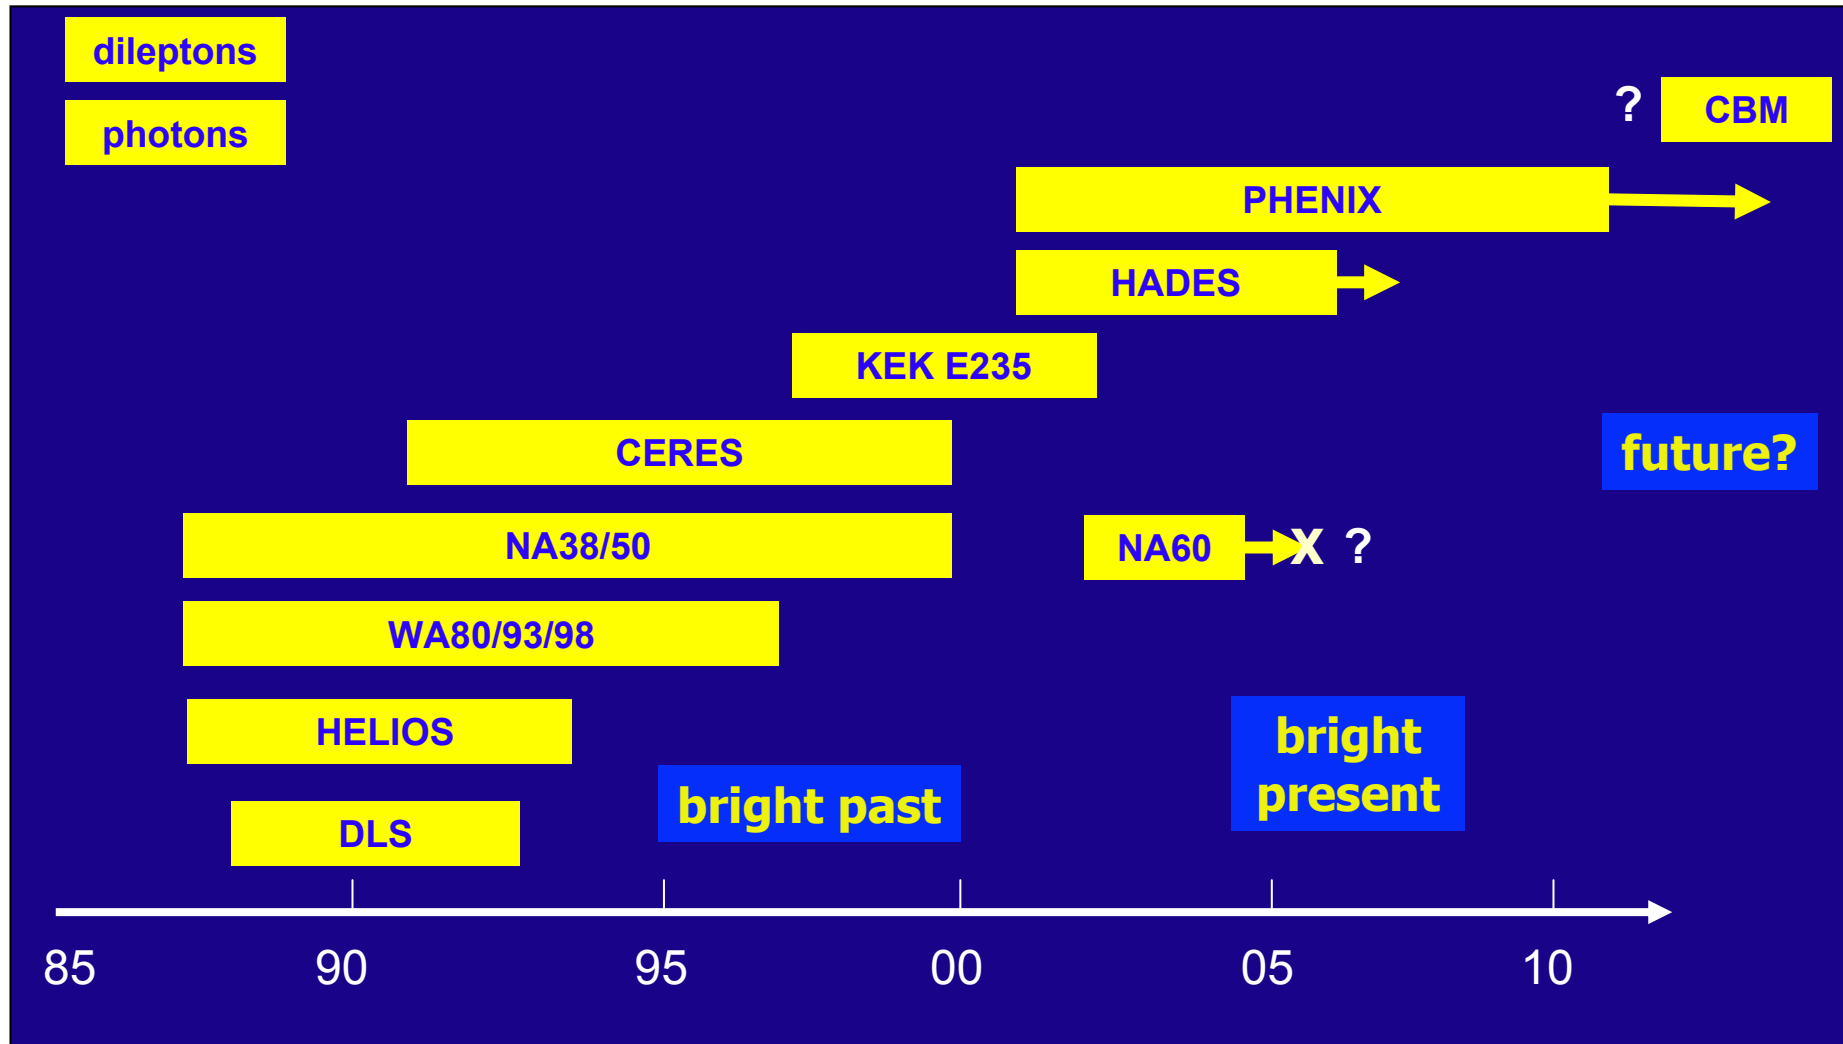 dileptons
photons
? CBM
PHENIX
HADES
KEK E235
CERES
future?
NA38/50
NA60 X ?
WA80/93/98
HELIOS
bright
present
bright past
DLS
85 90 95 00 05 10